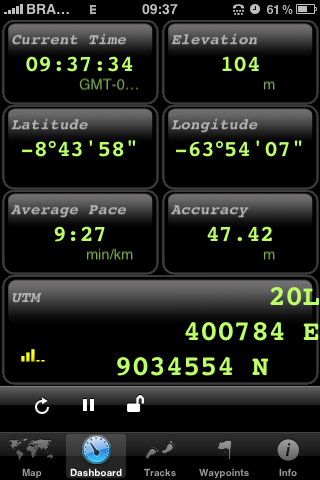 BRA... E 09:37 61 %
Current Time Elevation
09:37:34 104
GMT-0... m
Latitude Longitude
-8°43'58" -63°54'07"
Average Pace Accuracy
9:27 47.42
min/km m
UTM 20L
400784 E
9034554 N
Map Dashboard Tracks Waypoints Info